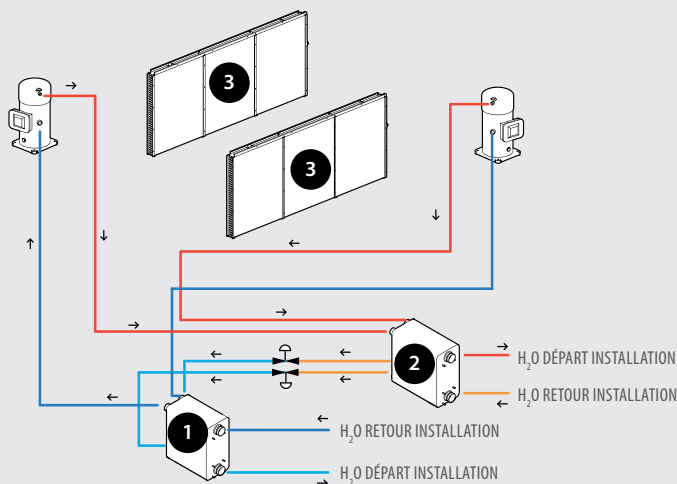 3
3
2
H₂O DÉPART INSTALLATION
H₂O RETOUR INSTALLATION
1
H₂O RETOUR INSTALLATION
H₂O DÉPART INSTALLATION